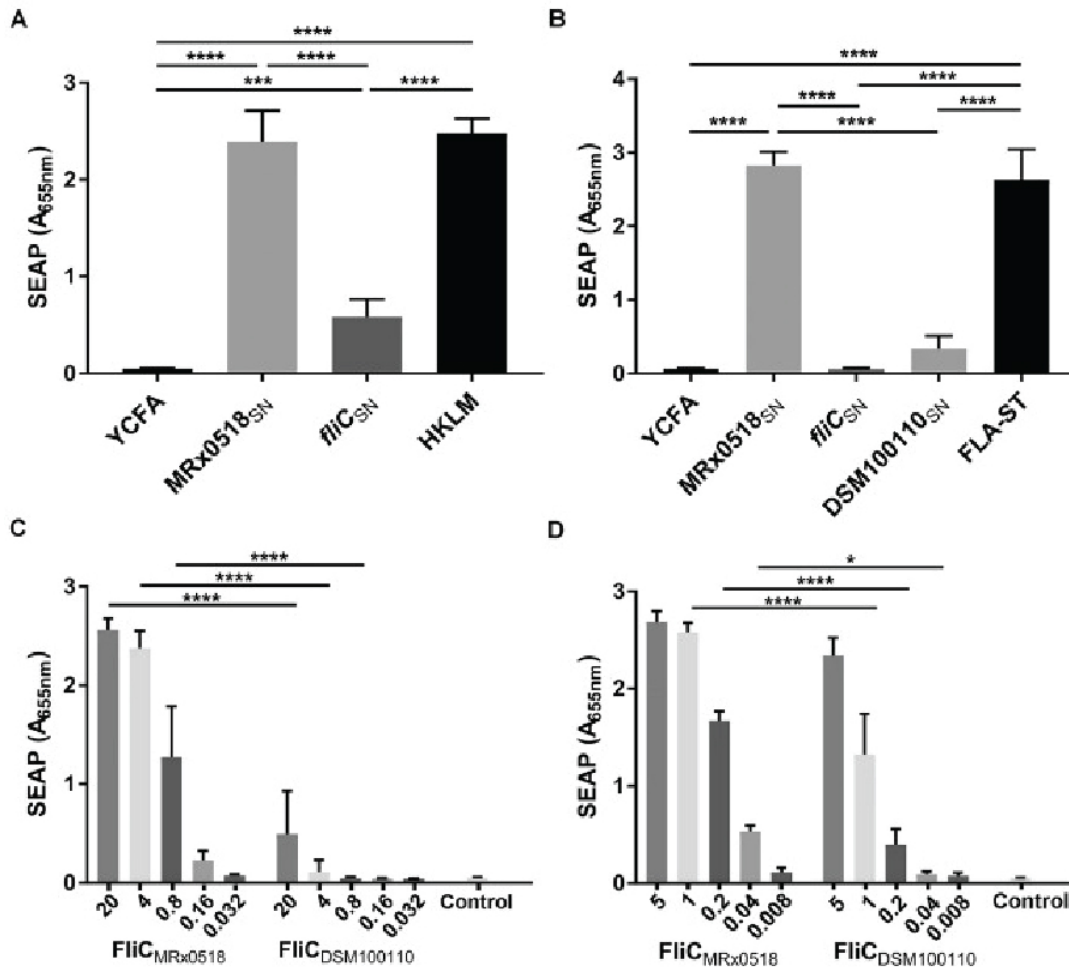 A
****
**** ****
*** ****
3
2
1
0
SEAP (A655nm)
YCFA
MRx0518SN
fliCSN
HKLM
B
****
****
**** ****
**** ****
4
3
2
1
0
SEAP (A655nm)
YCFA
MRx0518SN
fliCSN
DSM100110SN
FLA-ST
C
****
****
****
3
2
1
0
SEAP (A655nm)
20 4 0.8 0.16 0.032 20 4 0.8 0.16 0.032 Control
FliCMRx0518 FliCDSM100110
D
*
****
****
3
2
1
0
SEAP (A655nm)
5 1 0.2 0.04 0.008 5 1 0.2 0.04 0.008 Control
FliCMRx0518 FliCDSM100110